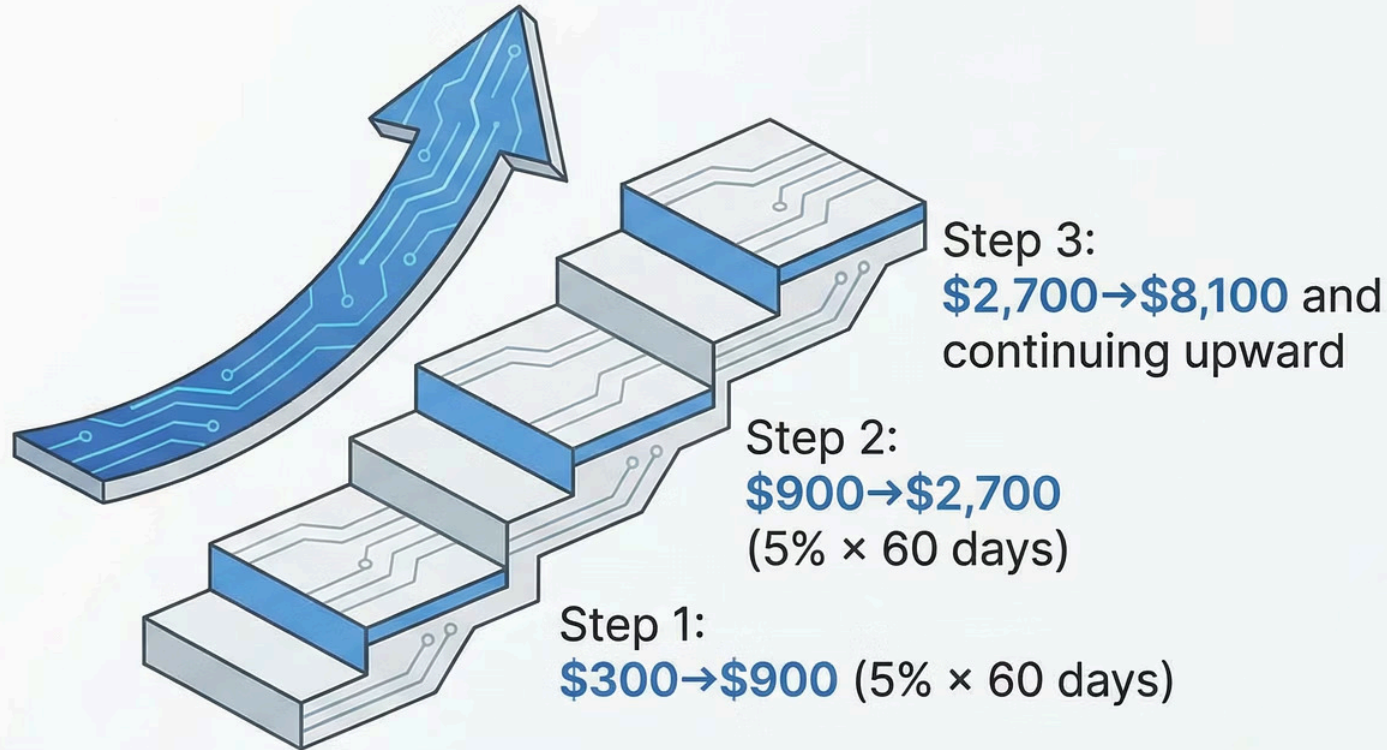 Step 3:
$2,700→$8,100 and
continuing upward
Step 2:
$900→$2,700
(5% × 60 days)
Step 1:
$300→$900 (5% × 60 days)